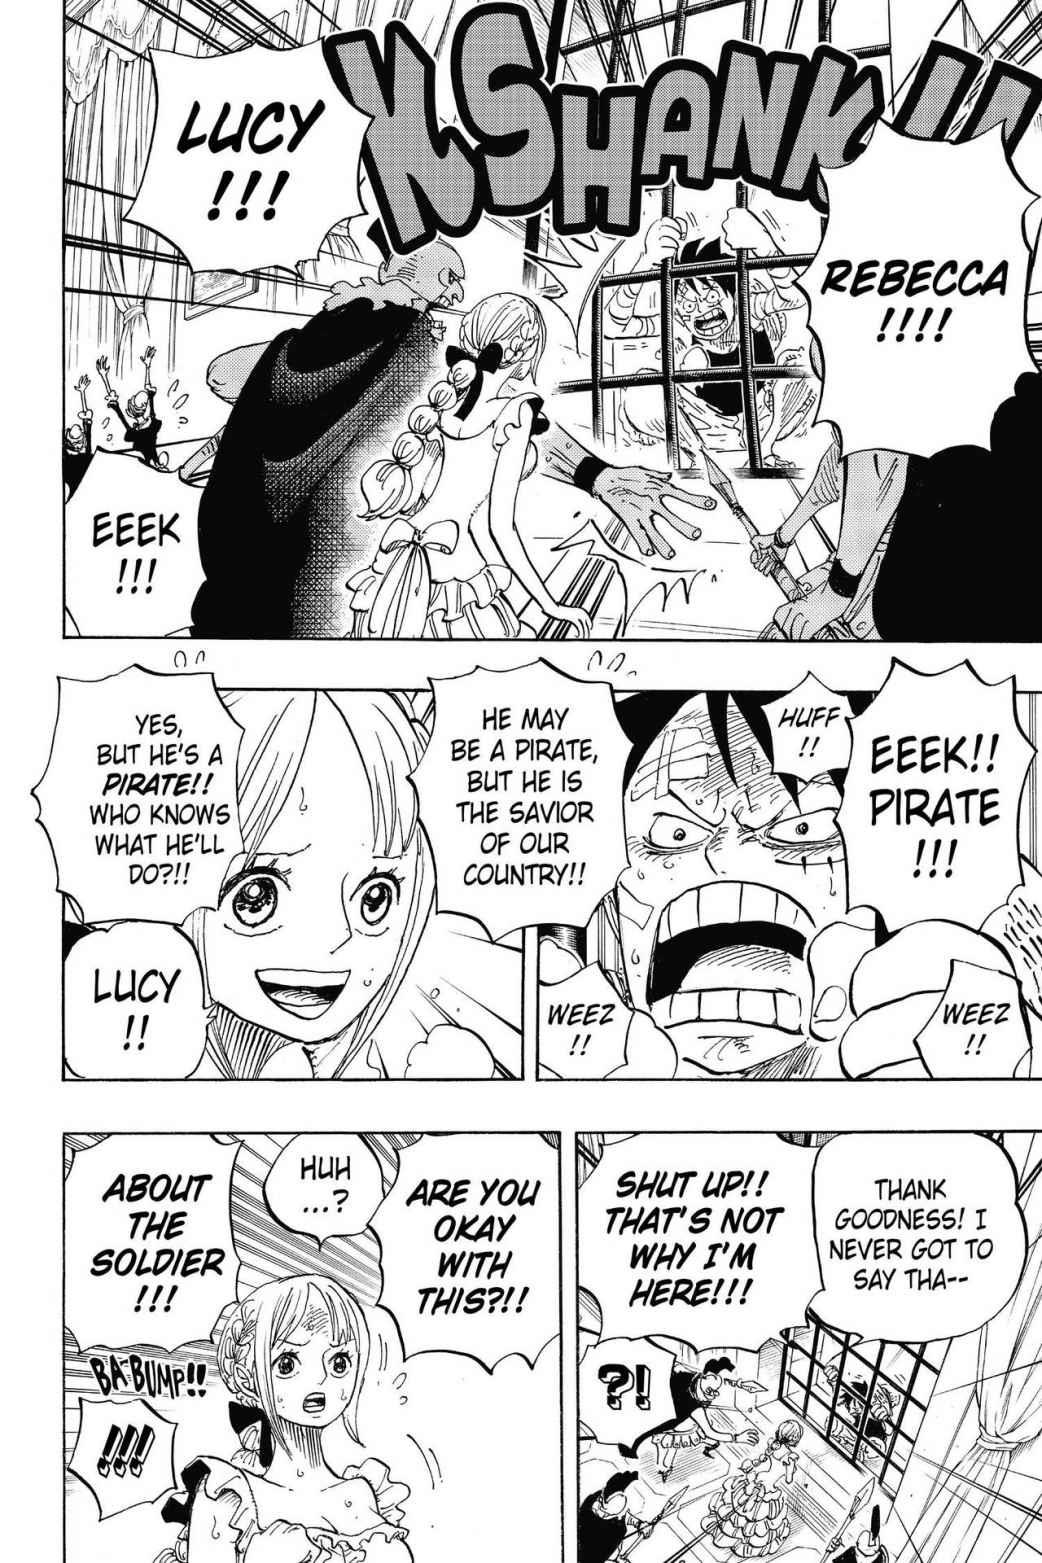 KSHANK!!
REBECCA
!!!!
LUCY
!!!
EEEK
!!!
EEEK!!
PIRATE
!!!
HUFF
!!
WEEZ
!!
WEEZ
!!
HE MAY
BE A PIRATE,
BUT HE IS
THE SAVIOR
OF OUR
COUNTRY!!
YES,
BUT HE'S A
PIRATE!!
WHO KNOWS
WHAT HE'LL
DO?!!
LUCY
!!
THANK
GOODNESS! I
NEVER GOT TO
SAY THA--
SHUT UP!!
THAT'S NOT
WHY I'M
HERE!!!
?!
ARE YOU
OKAY
WITH
THIS?!!
HUH
...?
ABOUT
THE
SOLDIER
!!!
BA-BUMP!!
!!!